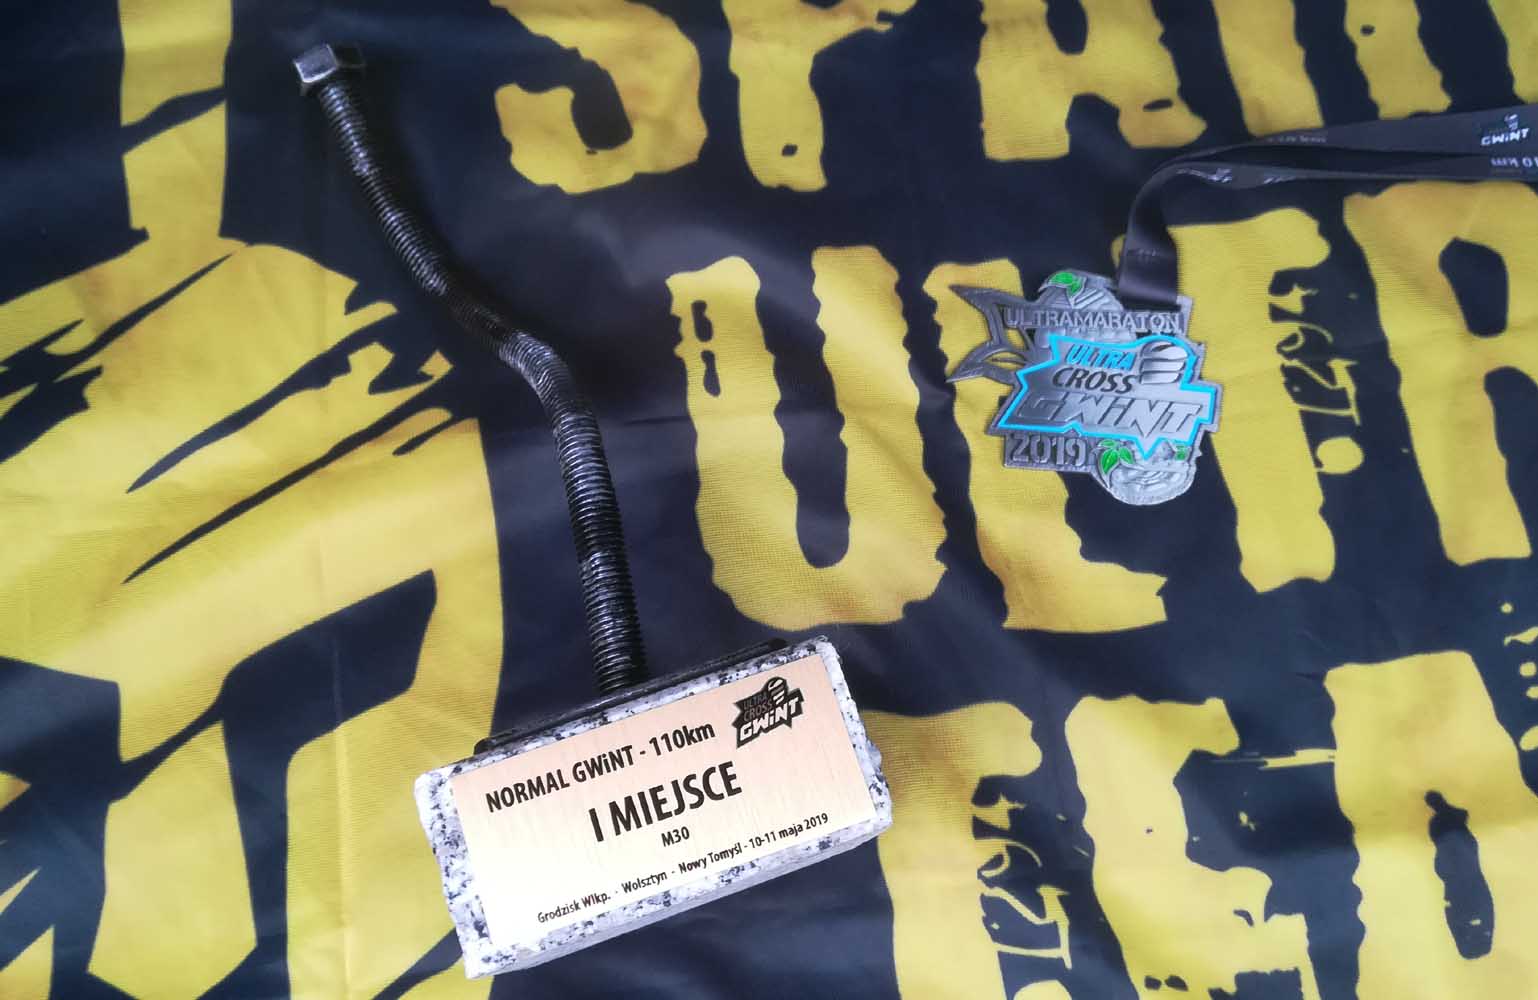 ULTRA
GWiNT
ULTRAMARATON
ULTRA
CROSS
GWiNT
2019
ULTRA
CROSS
GWiNT
NORMAL GWiNT - 110km
I MIEJSCE
M30
Grodzisk Wlkp. - Wolsztyn - Nowy Tomyśl - 10-11 maja 2019